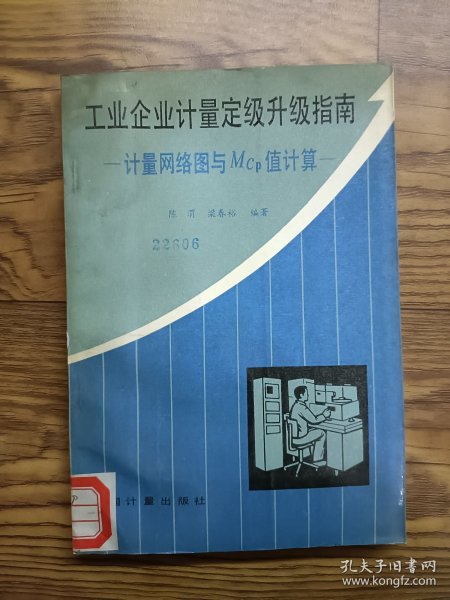 工业企业计量定级升级指南
—计量网络图与Mcp值计算—
陈渭 梁春裕 编著
22606
国计量出版社
孔夫子旧书网
www.kongfz.com